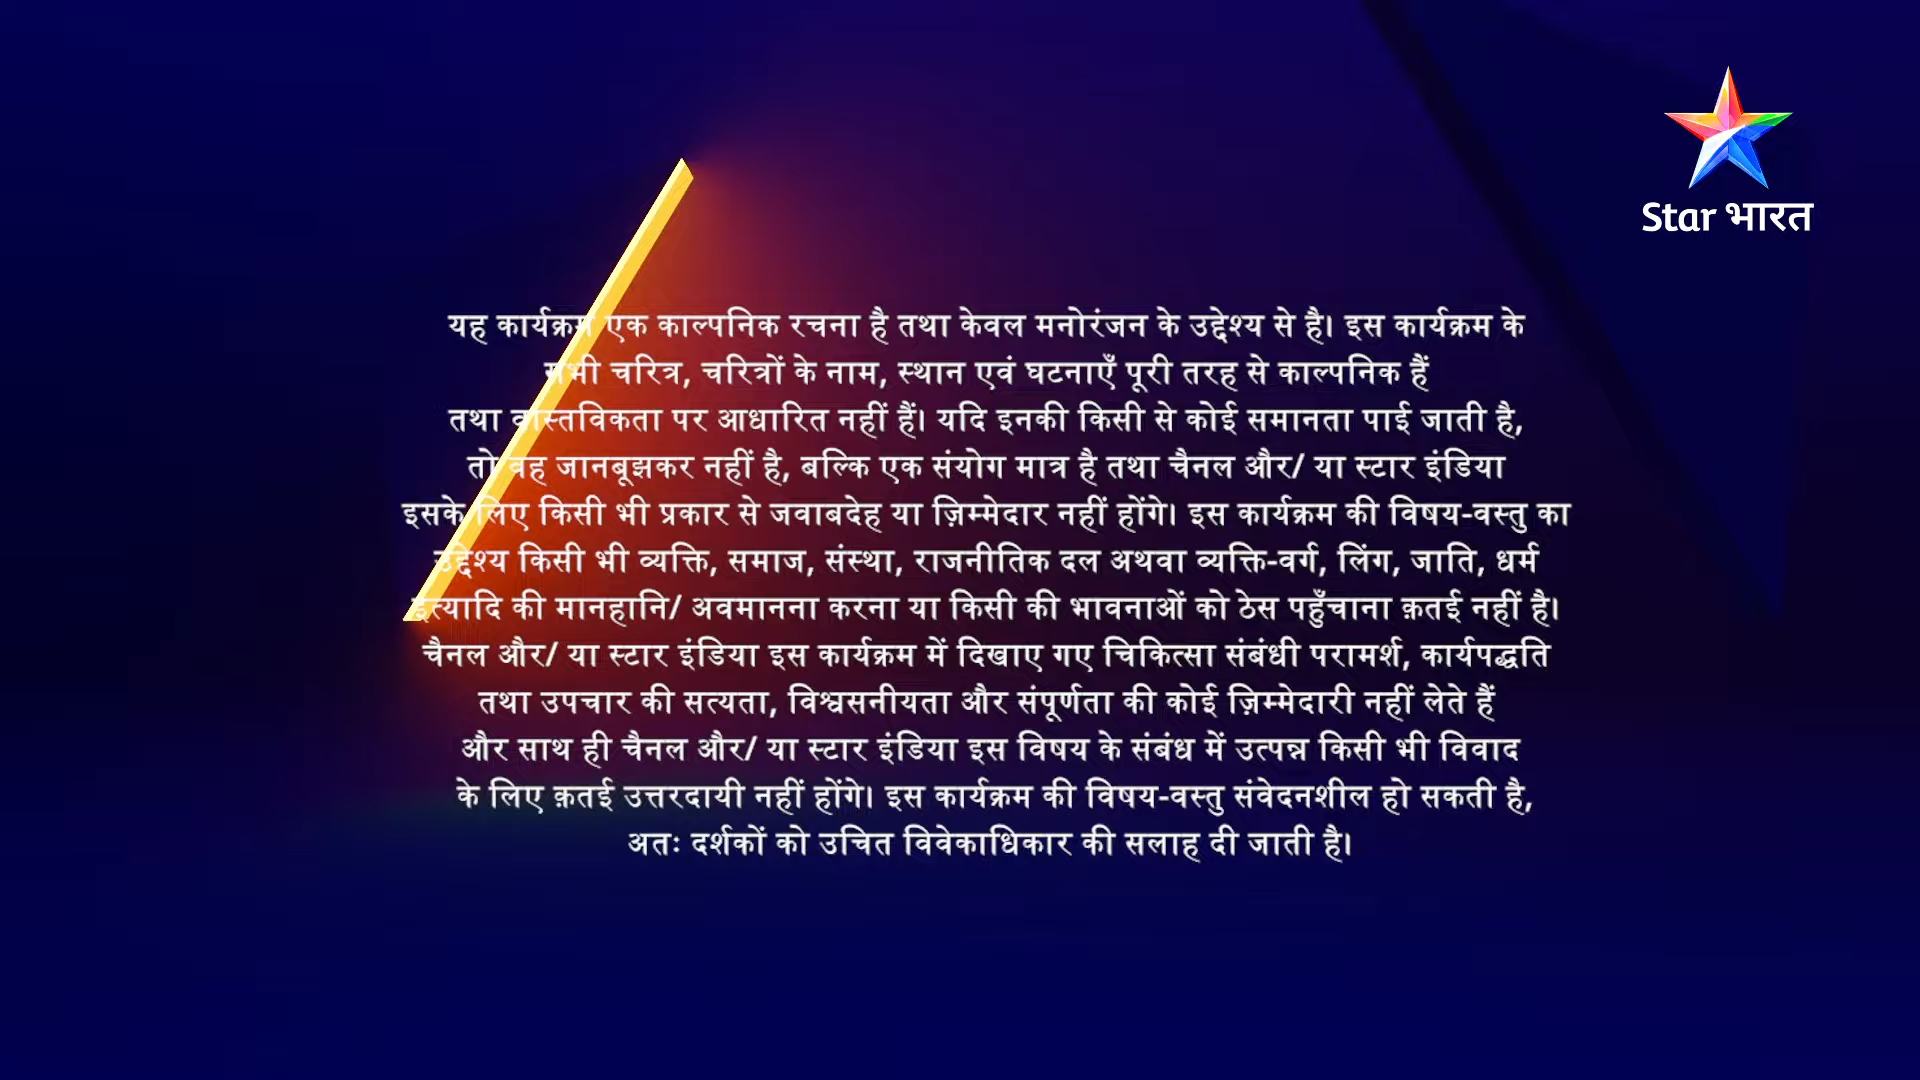 Star भारत
यह कार्यक्रम एक काल्पनिक रचना है तथा केवल मनोरंजन के उद्देश्य से है। इस कार्यक्रम के
सभी चरित्र, चरित्रों के नाम, स्थान एवं घटनाएँ पूरी तरह से काल्पनिक हैं
तथा वास्तविकता पर आधारित नहीं हैं। यदि इनकी किसी से कोई समानता पाई जाती है,
तो वह जानबूझकर नहीं है, बल्कि एक संयोग मात्र है तथा चैनल और/ या स्टार इंडिया
इसके लिए किसी भी प्रकार से जवाबदेह या ज़िम्मेदार नहीं होंगे। इस कार्यक्रम की विषय-वस्तु का
उद्देश्य किसी भी व्यक्ति, समाज, संस्था, राजनीतिक दल अथवा व्यक्ति-वर्ग, लिंग, जाति, धर्म
इत्यादि की मानहानि/ अवमानना करना या किसी की भावनाओं को ठेस पहुँचाना क़तई नहीं है।
चैनल और/ या स्टार इंडिया इस कार्यक्रम में दिखाए गए चिकित्सा संबंधी परामर्श, कार्यपद्धति
तथा उपचार की सत्यता, विश्वसनीयता और संपूर्णता की कोई ज़िम्मेदारी नहीं लेते हैं
और साथ ही चैनल और/ या स्टार इंडिया इस विषय के संबंध में उत्पन्न किसी भी विवाद
के लिए क़तई उत्तरदायी नहीं होंगे। इस कार्यक्रम की विषय-वस्तु संवेदनशील हो सकती है,
अतः दर्शकों को उचित विवेकाधिकार की सलाह दी जाती है।